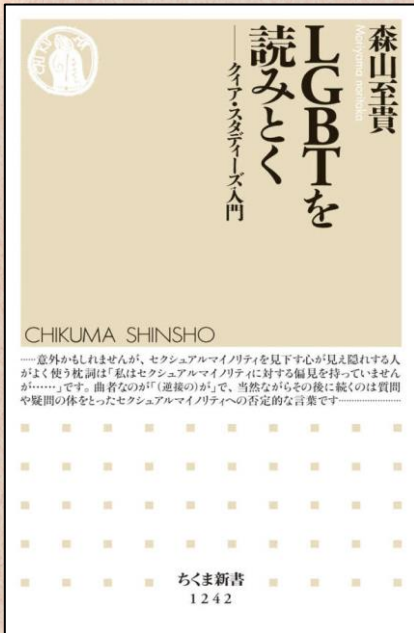 森山至貴
Moriyama noritaka
LGBTを
読みとく
──クィア・スタディーズ入門
CHIKUMA SHINSHO
……意外かもしれませんが、セクシュアルマイノリティを見下す心が見え隠れする人
がよく使う枕詞は「私はセクシュアルマイノリティに対する偏見を持っていません
が……」です。曲者なのが「(逆接の)が」で、当然ながらその後に続くのは質問
や疑問の体をとったセクシュアルマイノリティへの否定的な言葉です……………
ちくま新書
1242